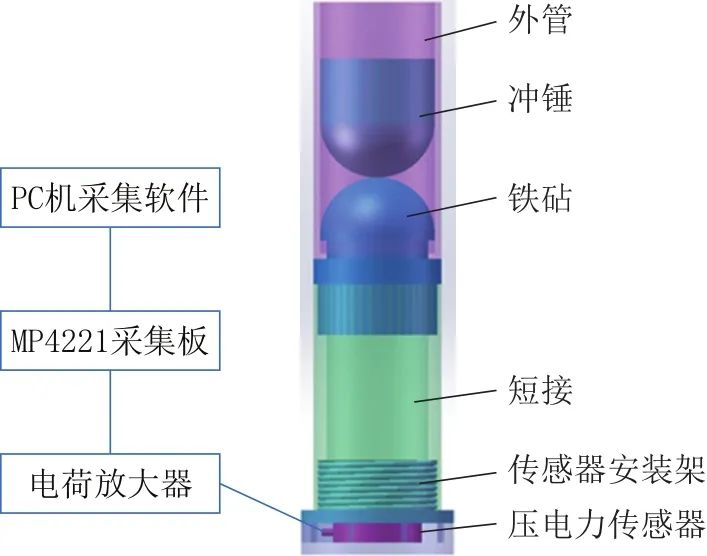 外管
冲锤
PC机采集软件
铁砧
MP4221采集板
短接
电荷放大器
传感器安装架
压电力传感器